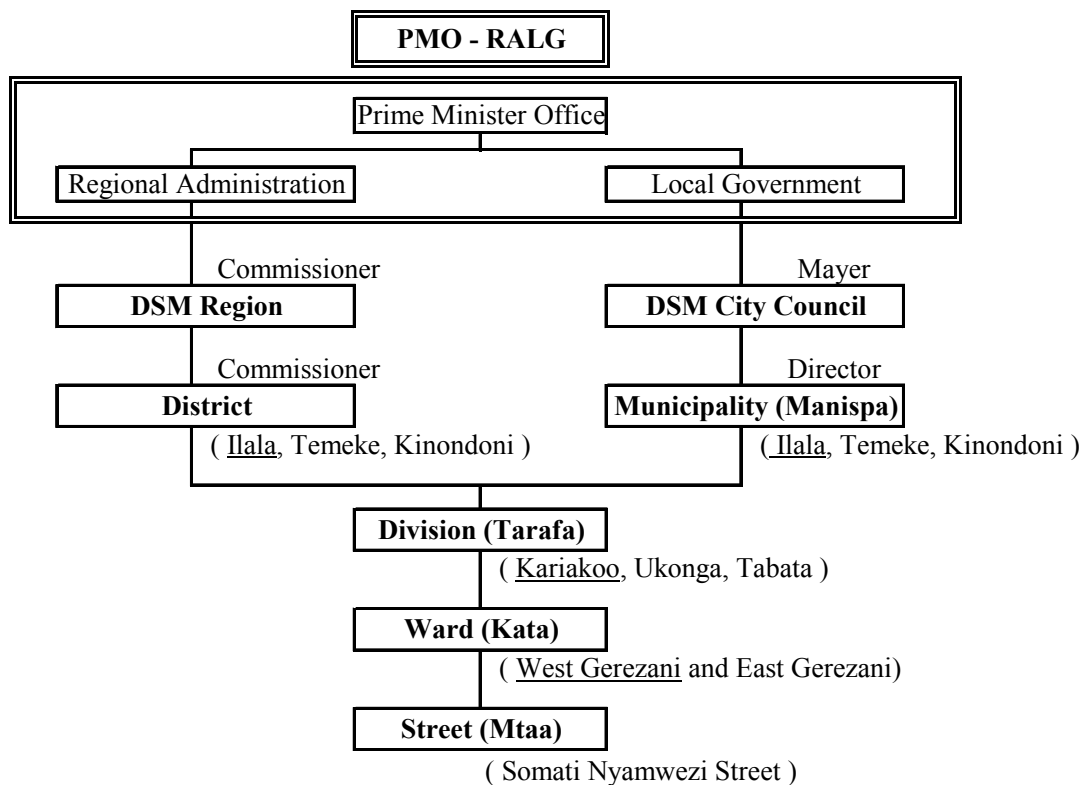 PMO - RALG
Prime Minister Office
Regional Administration
Local Government
Commissioner
Mayer
DSM Region
DSM City Council
Commissioner
Director
District
Municipality (Manispa)
( Ilala, Temeke, Kinondoni )
( Ilala, Temeke, Kinondoni )
Division (Tarafa)
( Kariakoo, Ukonga, Tabata )
Ward (Kata)
( West Gerezani and East Gerezani)
Street (Mtaa)
( Somati Nyamwezi Street )